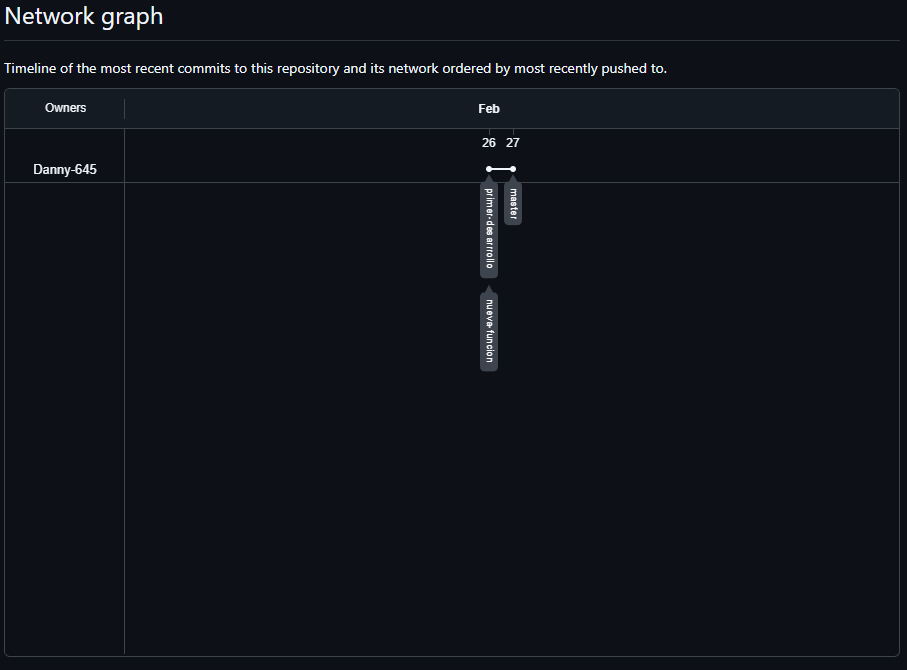 Network graph
Timeline of the most recent commits to this repository and its network ordered by most recently pushed to.
Owners
Feb
26 27
Danny-645
primer-desarrollo
master
nueva-funcion